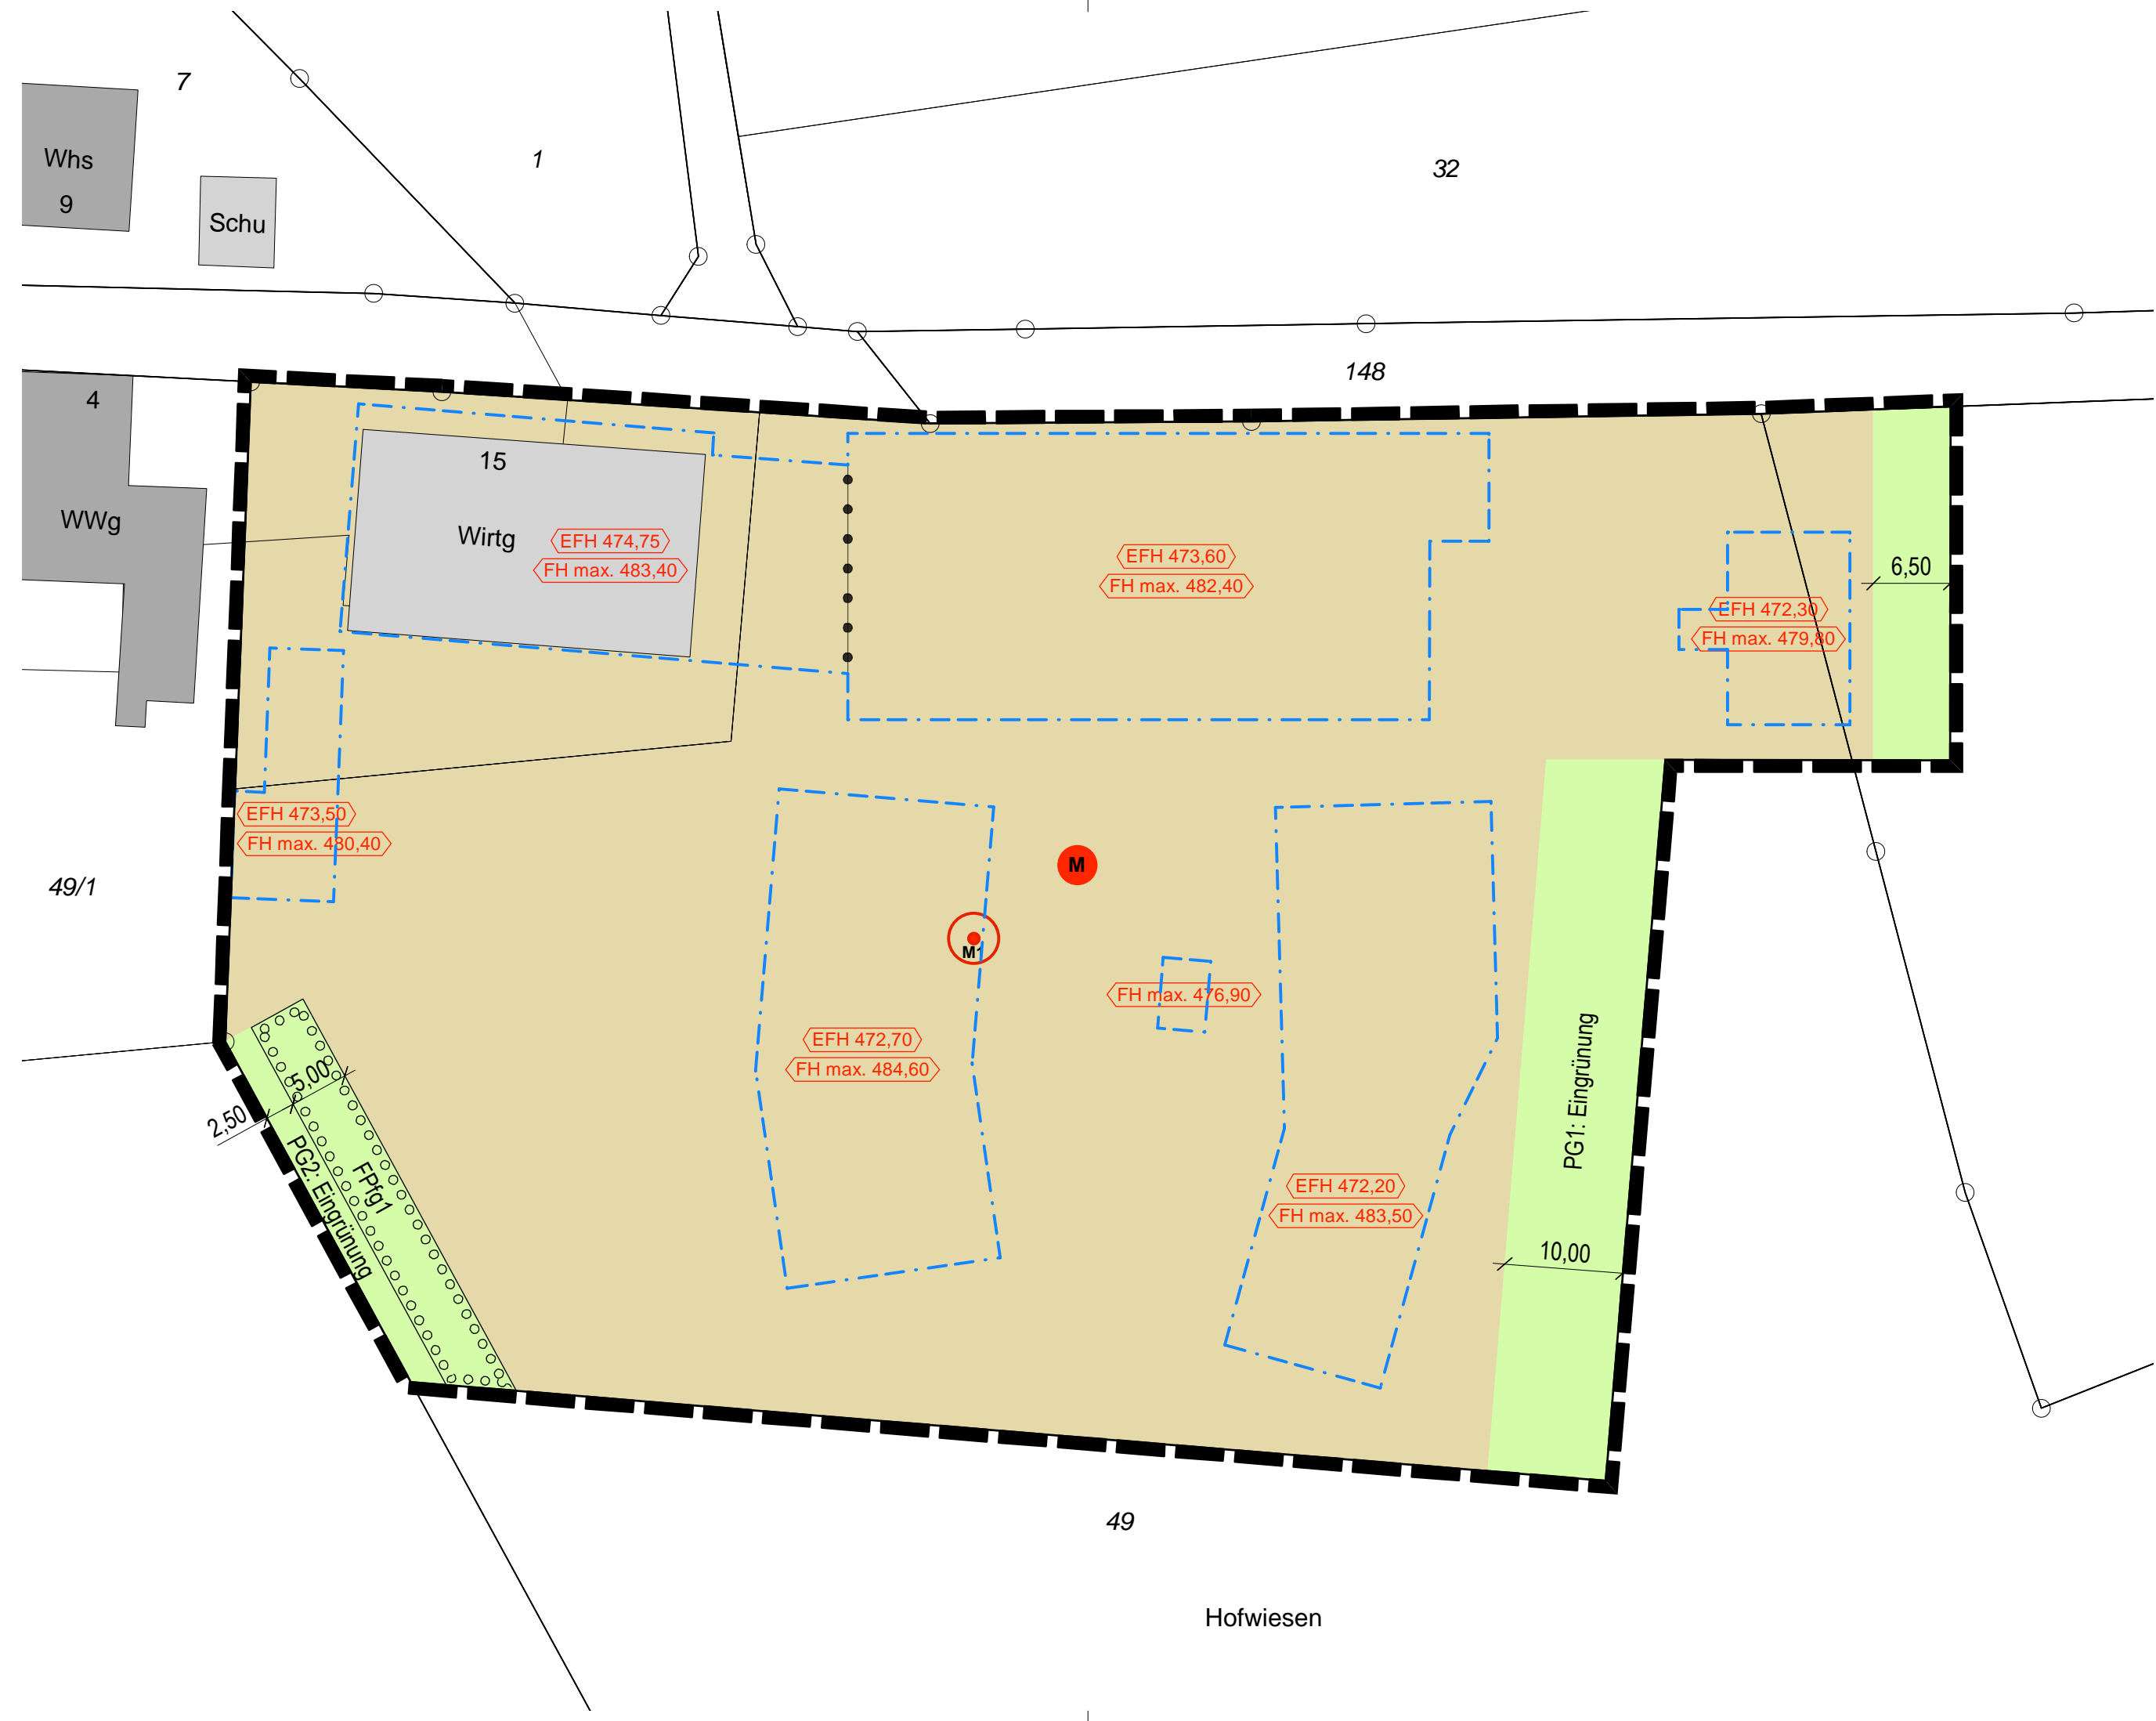 7
Whs
9
Schu
1
32
148
4
WWg
15
Wirtg
EFH 474,75
FH max. 483,40
EFH 473,60
FH max. 482,40
6,50
EFH 472,30
FH max. 479,80
EFH 473,50
FH max. 480,40
49/1
M
M1
FH max. 476,90
EFH 472,70
FH max. 484,60
PG1: Eingrünung
5,00
2,50
PG2: Eingrünung
FPfg1
EFH 472,20
FH max. 483,50
10,00
49
Hofwiesen